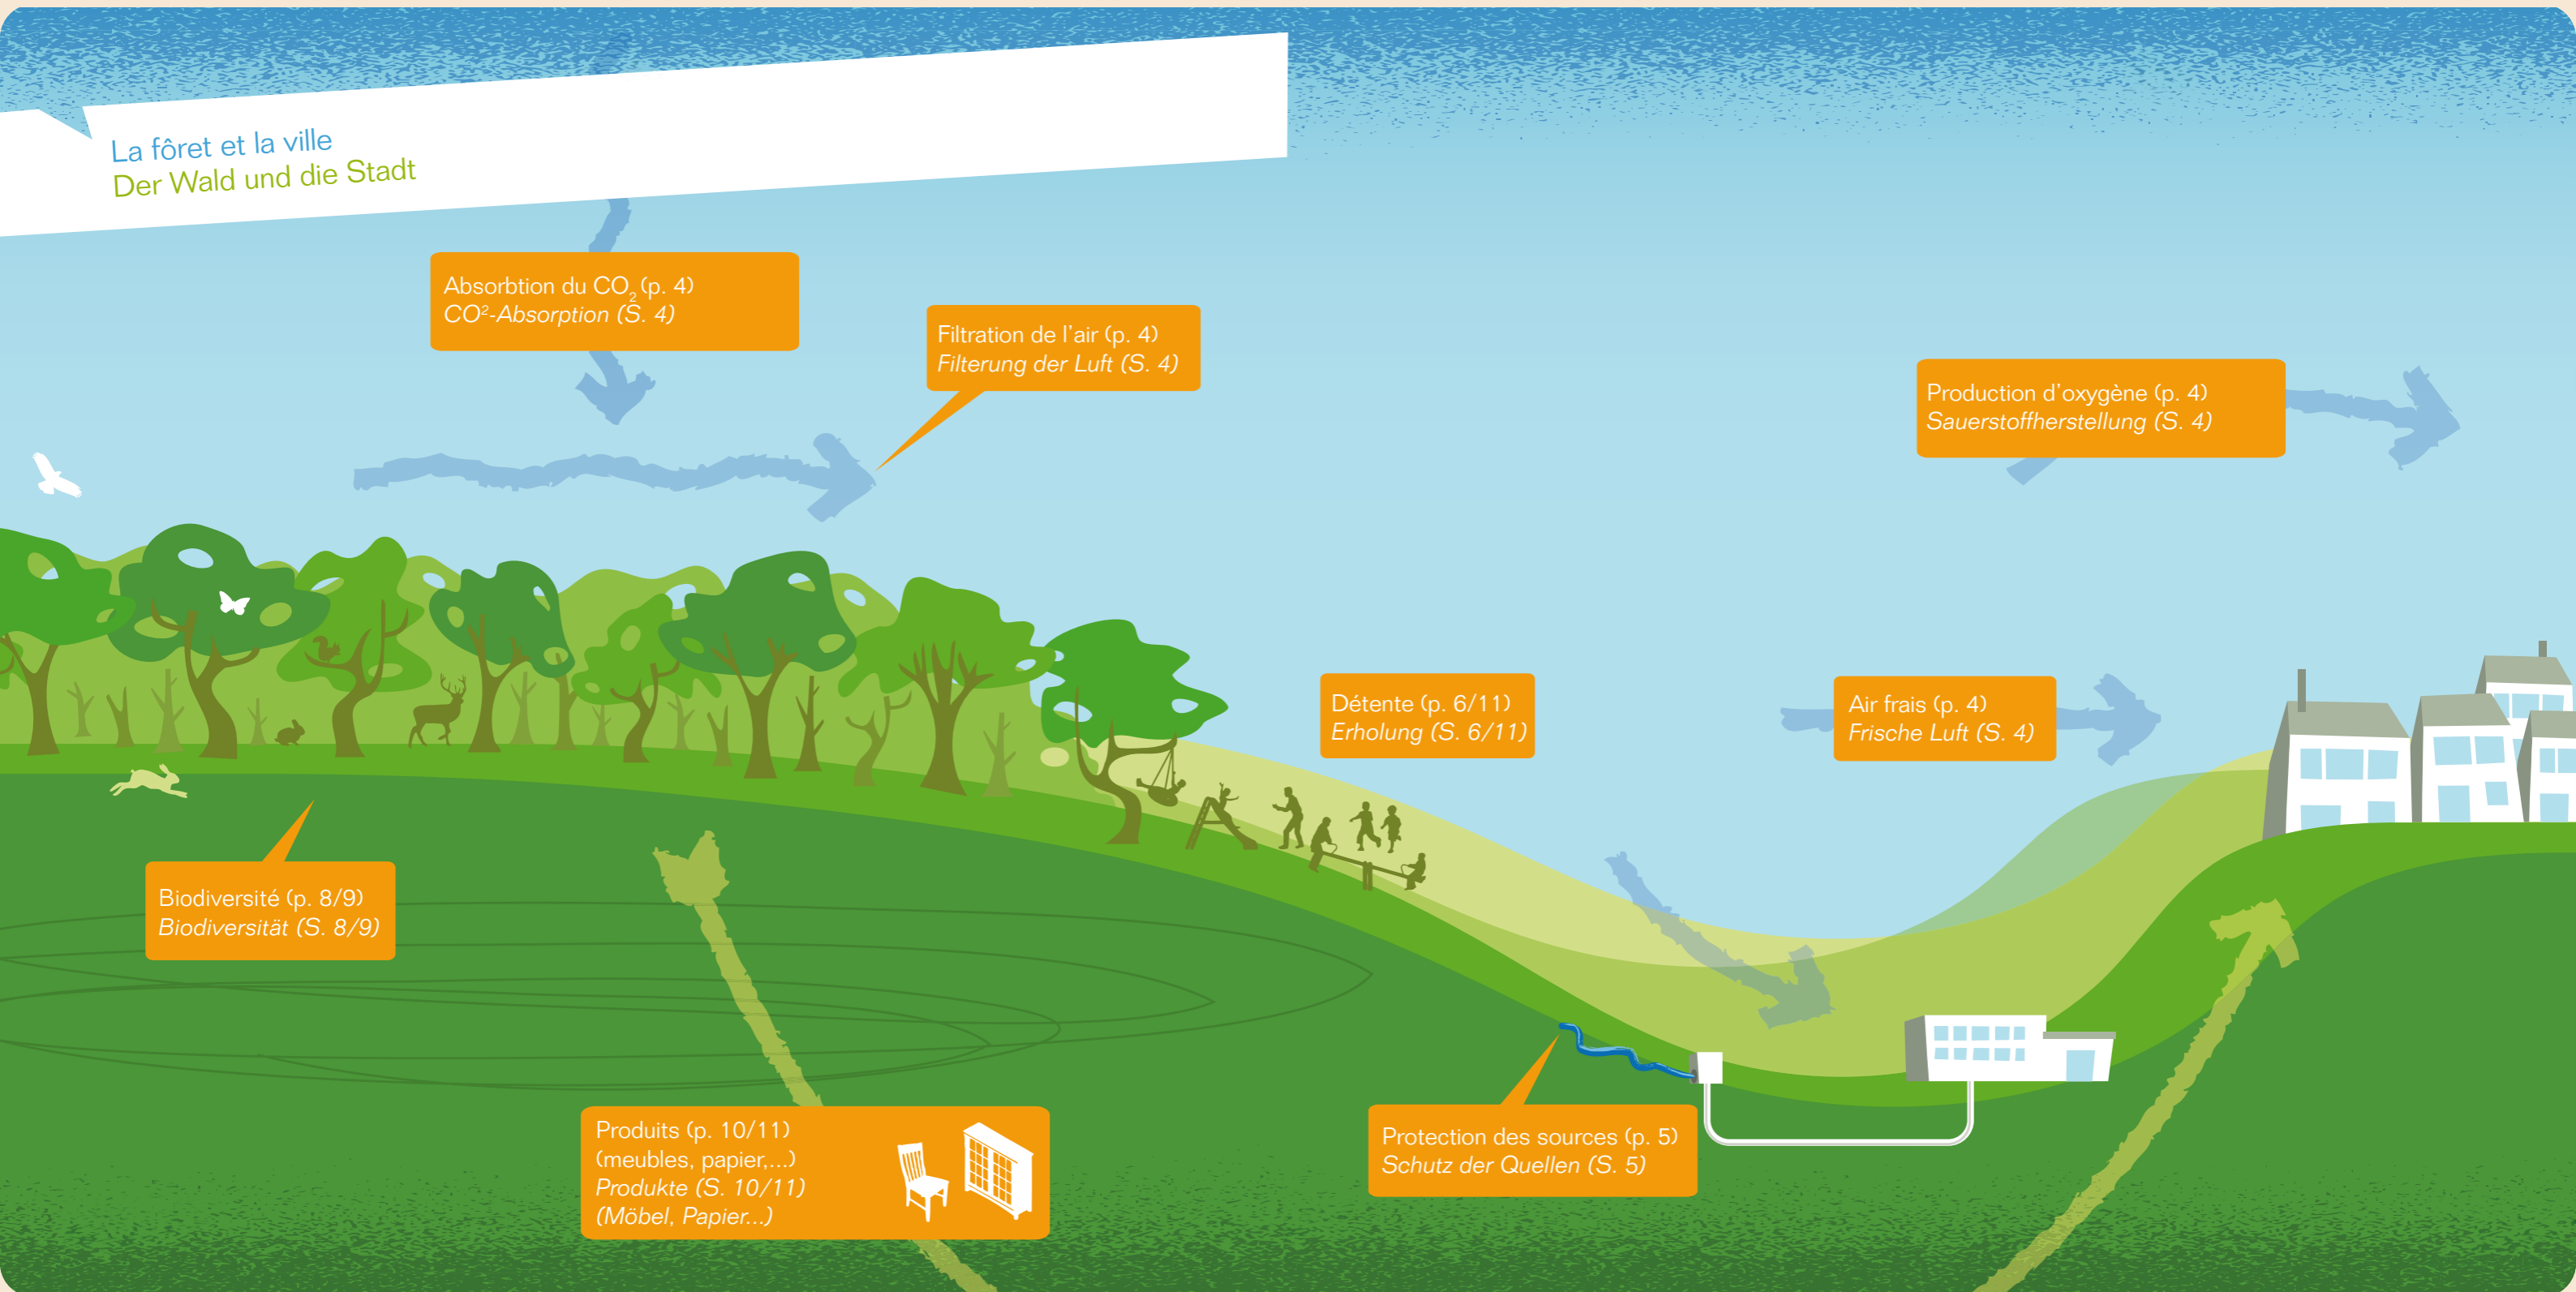 La fôret et la ville
Der Wald und die Stadt
Absorbtion du CO₂ (p. 4)
CO²-Absorption (S. 4)
Filtration de l'air (p. 4)
Filterung der Luft (S. 4)
Production d'oxygène (p. 4)
Sauerstoffherstellung (S. 4)
Détente (p. 6/11)
Erholung (S. 6/11)
Air frais (p. 4)
Frische Luft (S. 4)
Biodiversité (p. 8/9)
Biodiversität (S. 8/9)
Produits (p. 10/11)
(meubles, papier,...)
Produkte (S. 10/11)
(Möbel, Papier...)
Protection des sources (p. 5)
Schutz der Quellen (S. 5)